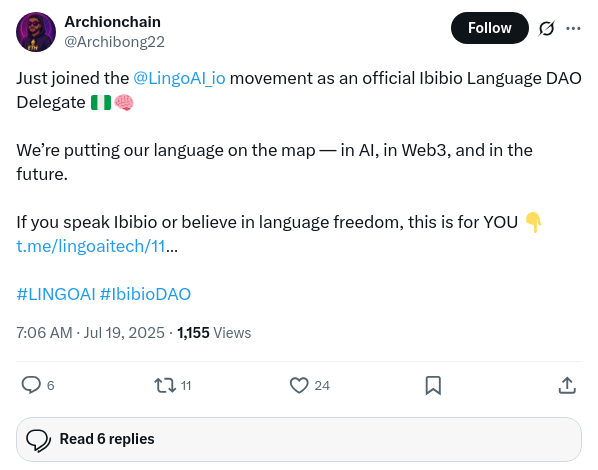 Archionchain
@Archibong22
Follow
Just joined the @LingoAI_io movement as an official Ibibio Language DAO
Delegate 🇳🇬🧠
We're putting our language on the map — in AI, in Web3, and in the
future.
If you speak Ibibio or believe in language freedom, this is for YOU 👇
t.me/lingoaitech/11...
#LINGOAI #IbibioDAO
7:06 AM · Jul 19, 2025 · 1,155 Views
6 11 24
Read 6 replies